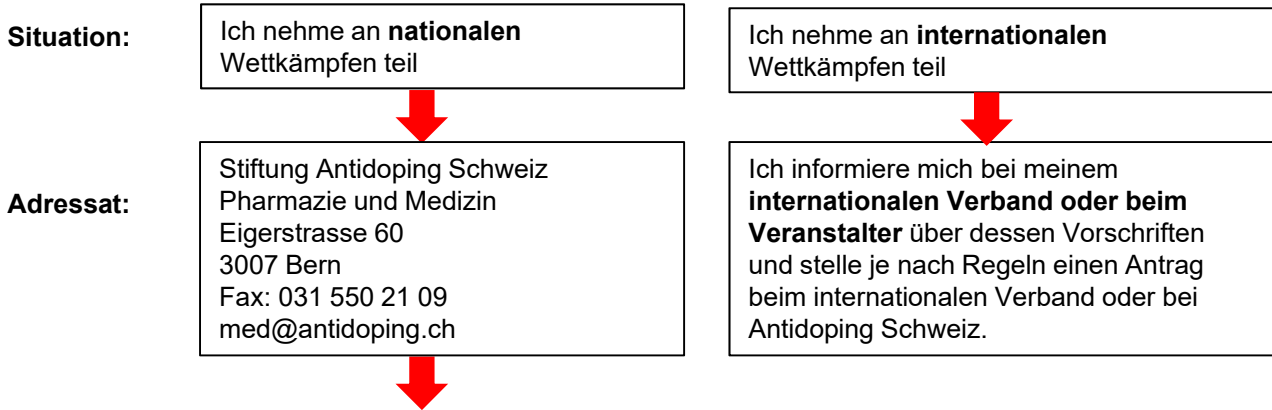 Situation:
Ich nehme an nationalen
Wettkämpfen teil
Ich nehme an internationalen
Wettkämpfen teil
Adressat:
Stiftung Antidoping Schweiz
Pharmazie und Medizin
Eigerstrasse 60
3007 Bern
Fax: 031 550 21 09
med@antidoping.ch
Ich informiere mich bei meinem
internationalen Verband oder beim
Veranstalter über dessen Vorschriften
und stelle je nach Regeln einen Antrag
beim internationalen Verband oder bei
Antidoping Schweiz.